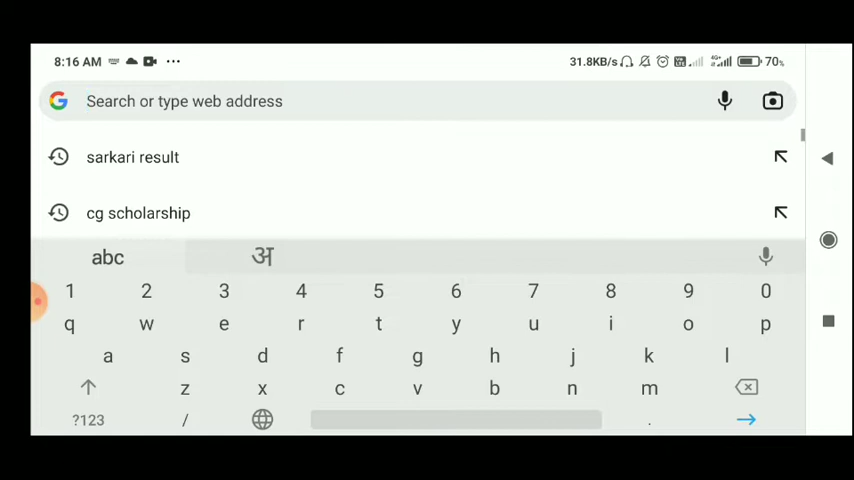 8:16 AM 31.8KB/s 4G+ 70%
Search or type web address
sarkari result
cg scholarship
abc अ
1 2 3 4 5 6 7 8 9 0
q w e r t y u i o p
a s d f g h j k l
z x c v b n m
?123 / .